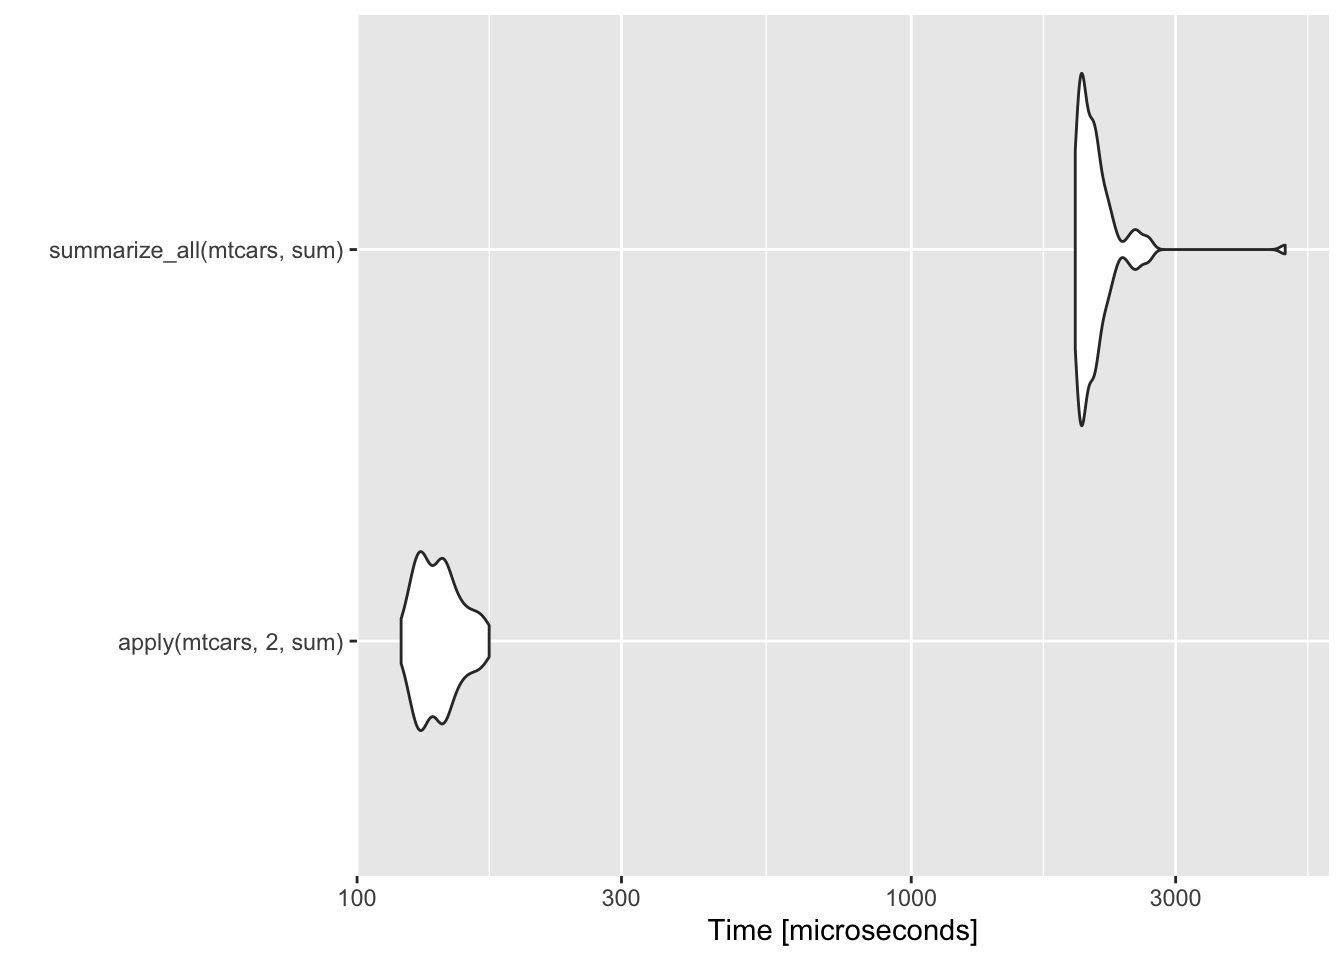 summarize_all(mtcars, sum)
apply(mtcars, 2, sum)
100 300 1000 3000
Time [microseconds]